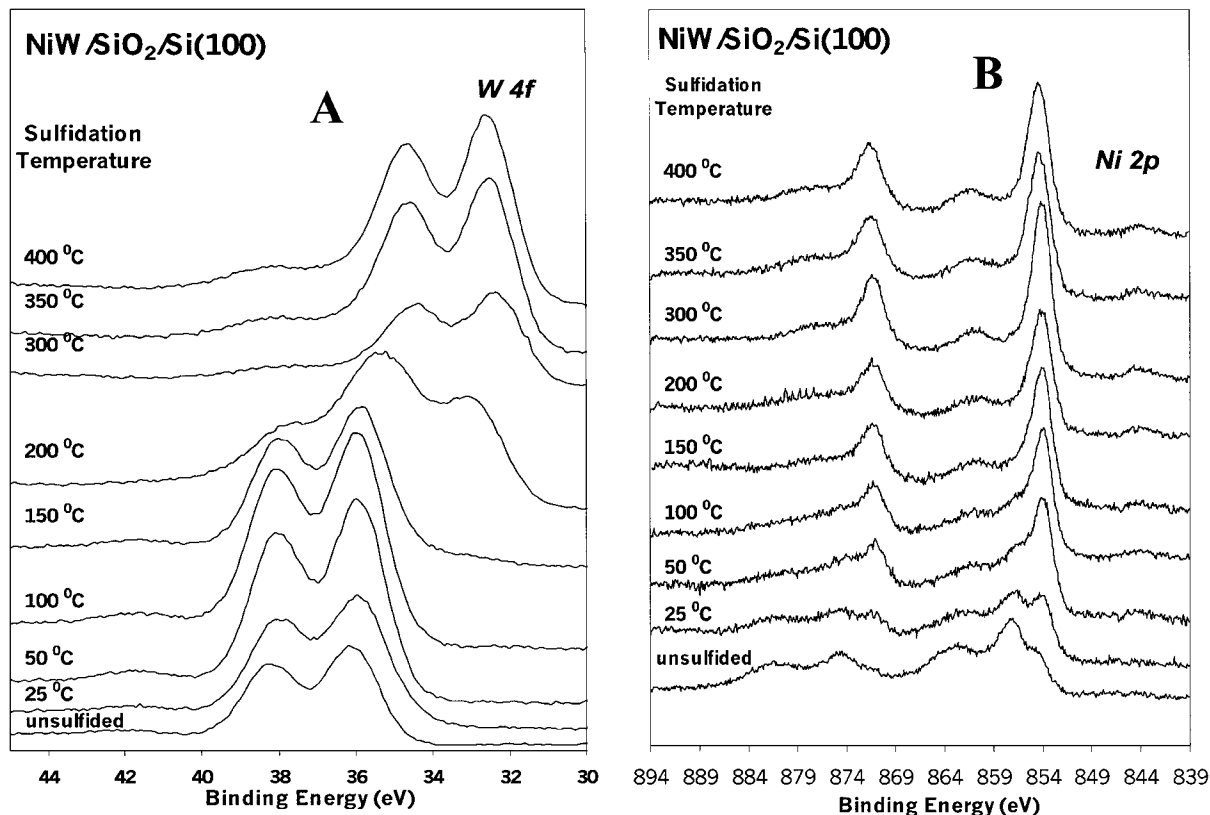 NiW/SiO₂/Si(100)
A
W 4f
Sulfidation
Temperature
400 ⁰C
350 ⁰C
300 ⁰C
200 ⁰C
150 ⁰C
100 ⁰C
50 ⁰C
25 ⁰C
unsulfided
44 42 40 38 36 34 32 30
Binding Energy (eV)
NiW/SiO₂/Si(100)
B
Sulfidation
Temperature
Ni 2p
400 ⁰C
350 ⁰C
300 ⁰C
200 ⁰C
150 ⁰C
100 ⁰C
50 ⁰C
25 ⁰C
unsulfided
894 889 884 879 874 869 864 859 854 849 844 839
Binding Energy (eV)